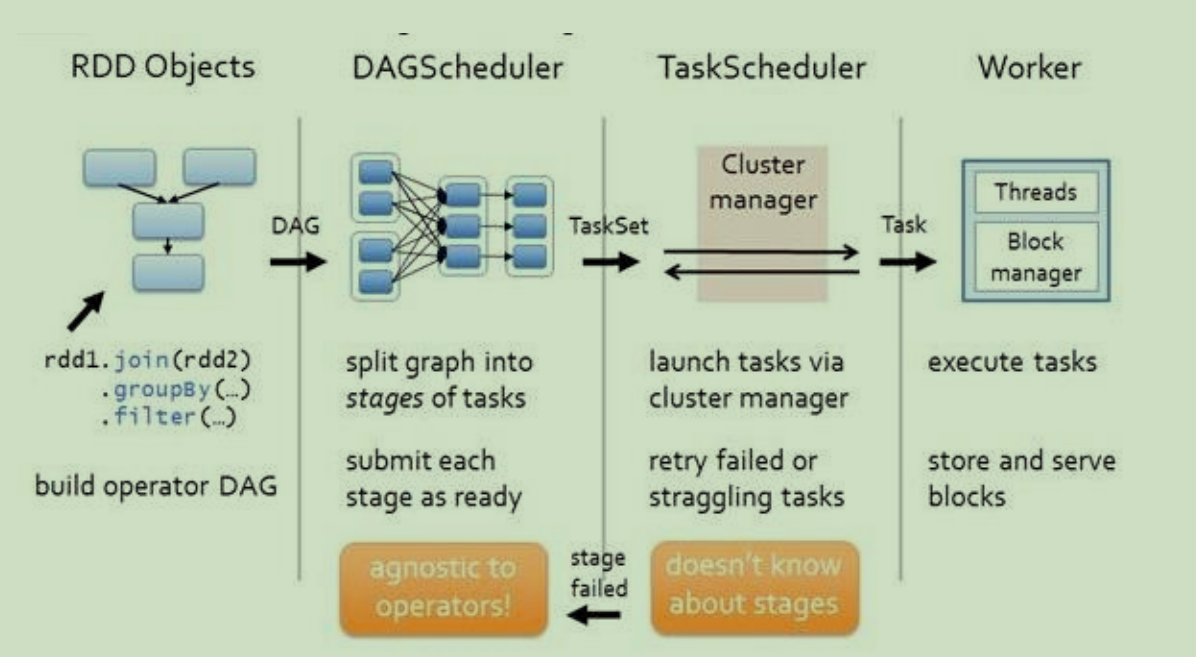 RDD Objects
DAGScheduler
TaskScheduler
Worker
DAG
TaskSet
Cluster
manager
Task
Threads
Block
manager
rdd1.join(rdd2)
.groupBy(…)
.filter(…)
build operator DAG
split graph into
stages of tasks
submit each
stage as ready
launch tasks via
cluster manager
retry failed or
straggling tasks
execute tasks
store and serve
blocks
agnostic to
operators!
stage
failed
doesn't know
about stages